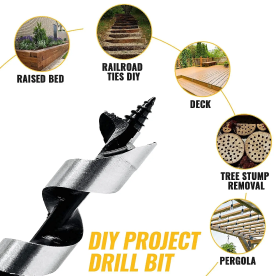 RAISED BED
RAILROAD
TIES DIY
DECK
TREE STUMP
REMOVAL
PERGOLA
DIY PROJECT
DRILL BIT